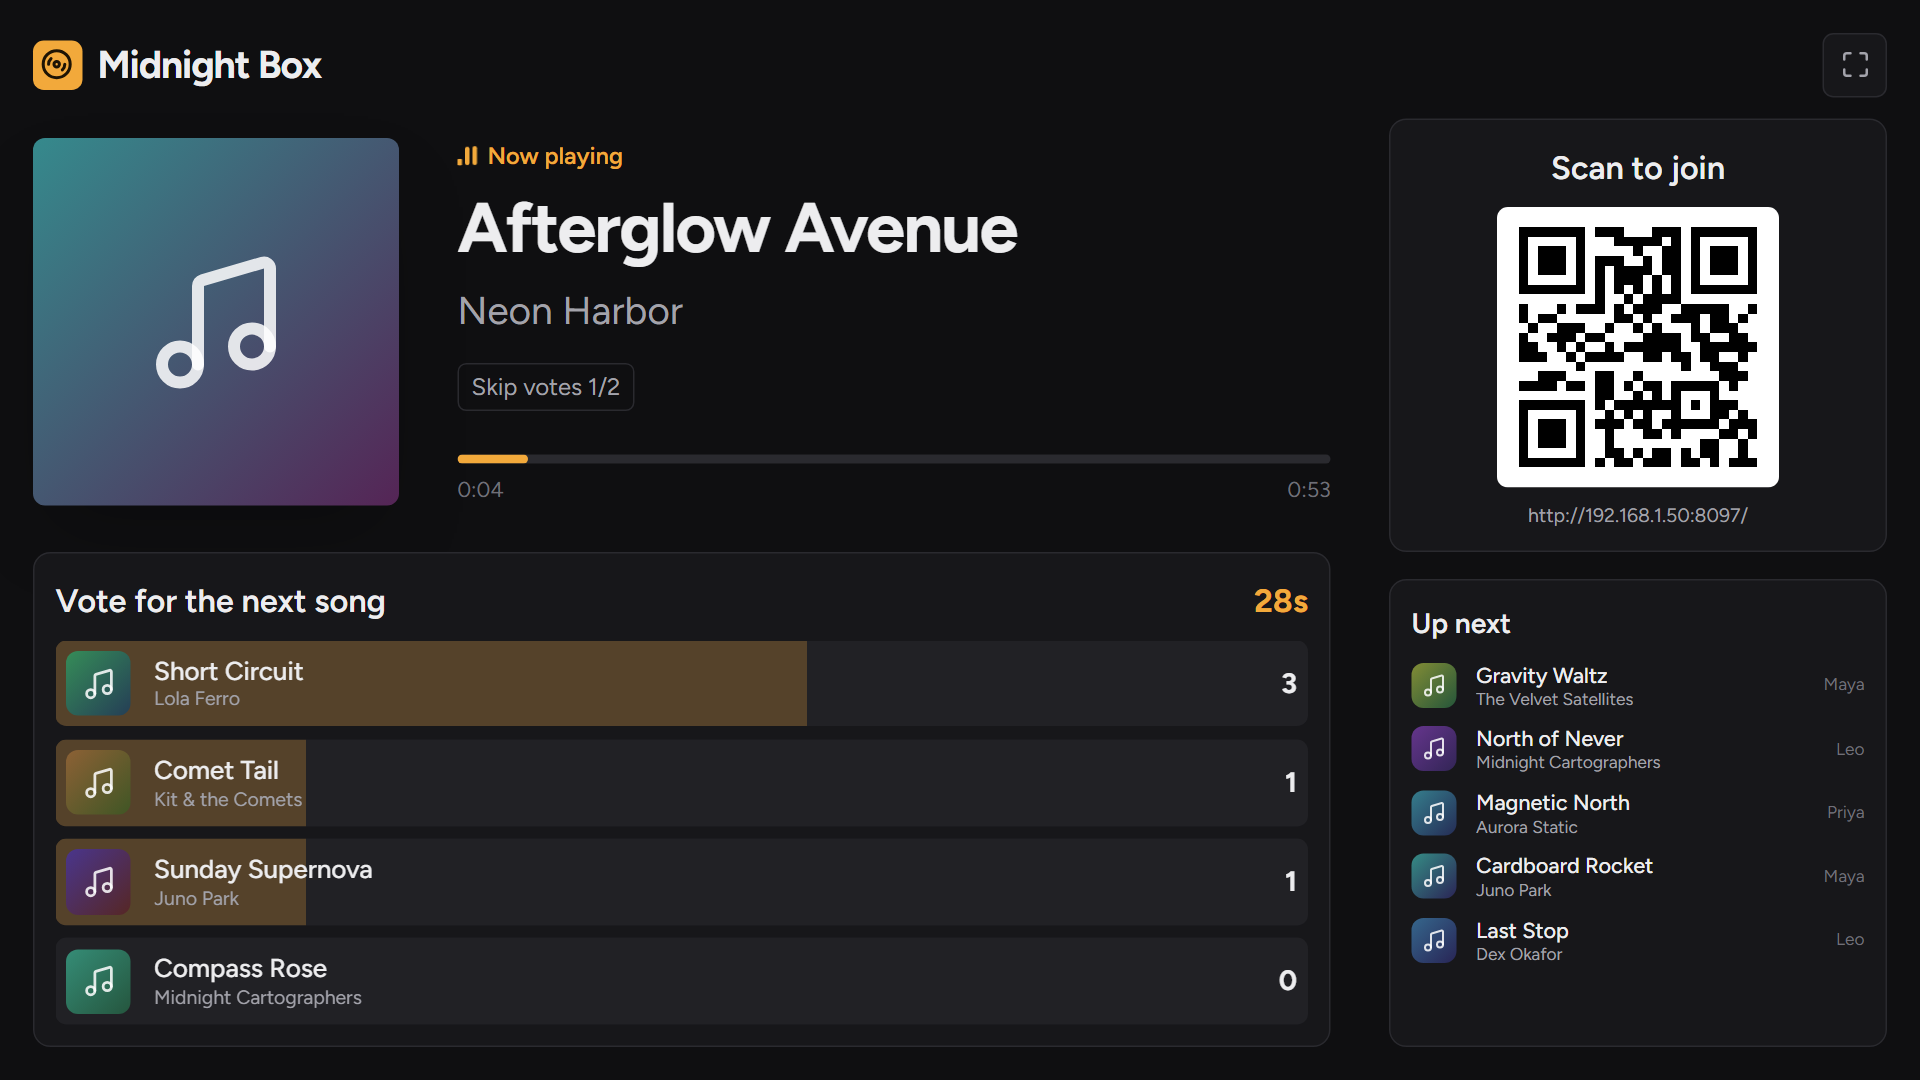 Midnight Box
Now playing
Afterglow Avenue
Neon Harbor
Skip votes 1/2
0:04
0:53
Vote for the next song
28s
Short Circuit
Lola Ferro
3
Comet Tail
Kit & the Comets
1
Sunday Supernova
Juno Park
1
Compass Rose
Midnight Cartographers
0
Scan to join
http://192.168.1.50:8097/
Up next
Gravity Waltz
The Velvet Satellites
Maya
North of Never
Midnight Cartographers
Leo
Magnetic North
Aurora Static
Priya
Cardboard Rocket
Juno Park
Maya
Last Stop
Dex Okafor
Leo